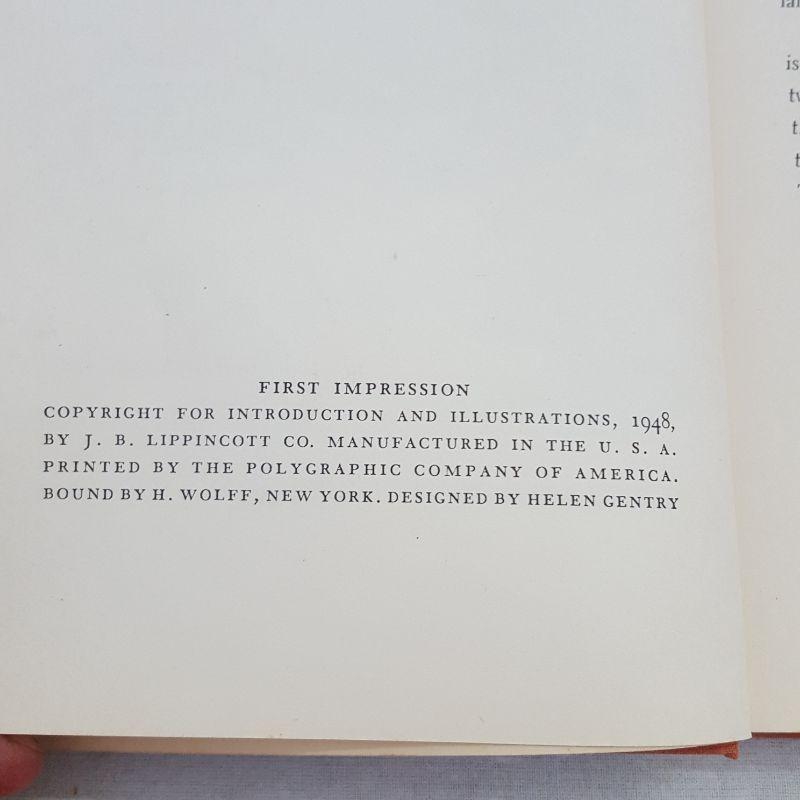 FIRST IMPRESSION
COPYRIGHT FOR INTRODUCTION AND ILLUSTRATIONS, 1948,
BY J. B. LIPPINCOTT CO. MANUFACTURED IN THE U. S. A.
PRINTED BY THE POLYGRAPHIC COMPANY OF AMERICA.
BOUND BY H. WOLFF, NEW YORK. DESIGNED BY HELEN GENTRY